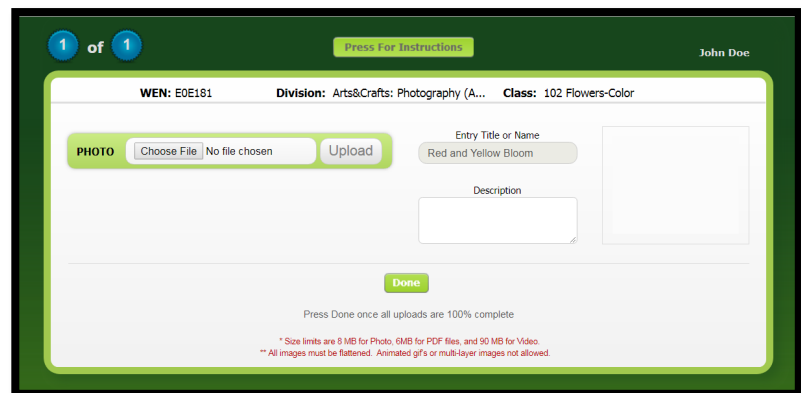 1 of 1
Press For Instructions
John Doe
WEN: E0E181 Division: Arts&Crafts: Photography (A... Class: 102 Flowers-Color
PHOTO Choose File No file chosen Upload
Entry Title or Name
Red and Yellow Bloom
Description
Done
Press Done once all uploads are 100% complete
* Size limits are 8 MB for Photo, 6MB for PDF files, and 90 MB for Video.
** All images must be flattened. Animated gif's or multi-layer images not allowed.